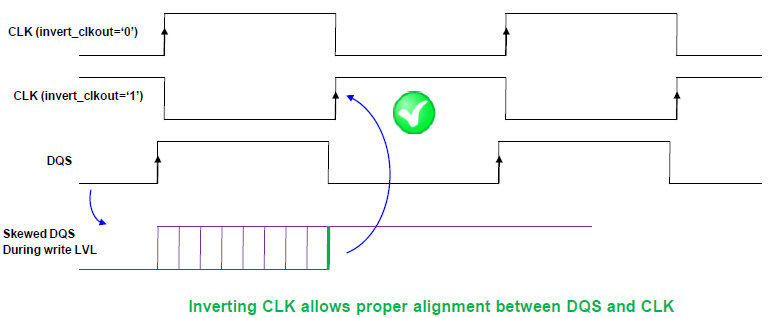 CLK (invert_clkout=‘0’)
CLK (invert_clkout=‘1’)
DQS
Skewed DQS
During write LVL
Inverting CLK allows proper alignment between DQS and CLK